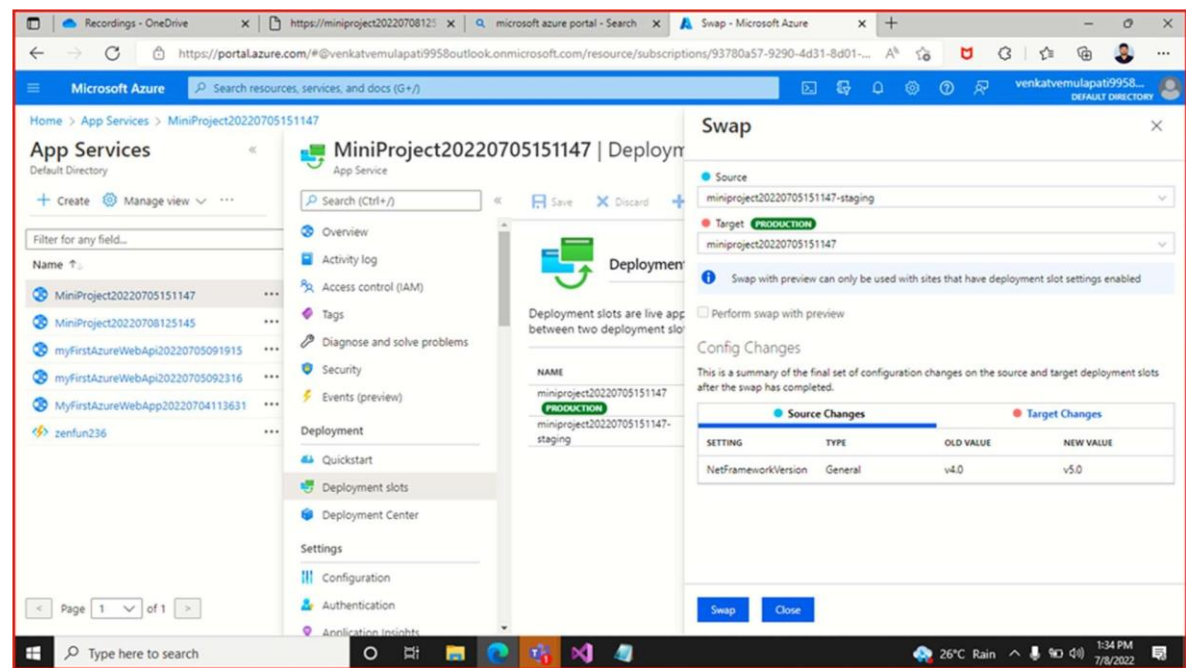 Recordings - OneDrive
https://miniproject20220708125
microsoft azure portal - Search
Swap - Microsoft Azure
https://portal.azure.com/#@venkatvemulapati9958outlook.onmicrosoft.com/resource/subscriptions/93780a57-9290-4d31-8d01-...
Microsoft Azure
Search resources, services, and docs (G+/)
venkatvemulapati9958...
DEFAULT DIRECTORY
Home > App Services > MiniProject20220705151147
App Services
Default Directory
Create
Manage view
Filter for any field...
Name ↑
MiniProject20220705151147
MiniProject20220708125145
myFirstAzureWebApi20220705091915
myFirstAzureWebApi20220705092316
MyFirstAzureWebApp20220704113631
zenfun236
Page 1 of 1
MiniProject20220705151147 | Deploym
App Service
Search (Ctrl+/)
Overview
Activity log
Access control (IAM)
Tags
Diagnose and solve problems
Security
Events (preview)
Deployment
Quickstart
Deployment slots
Deployment Center
Settings
Configuration
Authentication
Application Insights
Save
Discard
Deploymen
Deployment slots are live app
between two deployment slo
NAME
miniproject20220705151147
PRODUCTION
miniproject20220705151147-
staging
Swap
Source
miniproject20220705151147-staging
Target PRODUCTION
miniproject20220705151147
Swap with preview can only be used with sites that have deployment slot settings enabled
Perform swap with preview
Config Changes
This is a summary of the final set of configuration changes on the source and target deployment slots
after the swap has completed.
Source Changes
Target Changes
SETTING TYPE OLD VALUE NEW VALUE
NetFrameworkVersion General v4.0 v5.0
Swap
Close
Type here to search
26°C Rain
1:34 PM
7/8/2022